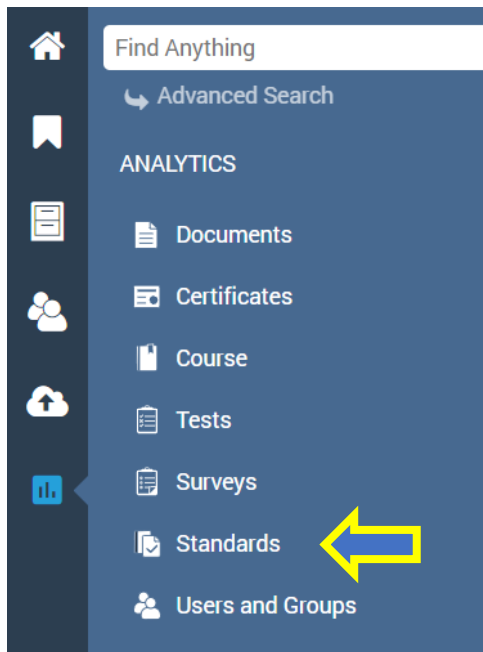 Find Anything
Advanced Search
ANALYTICS
Documents
Certificates
Course
Tests
Surveys
Standards
Users and Groups